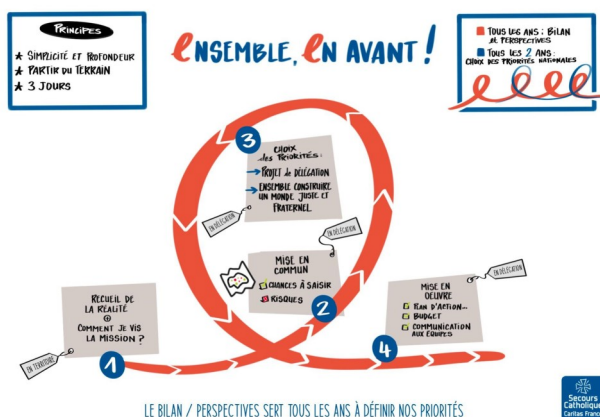 PRINCIPES
★ SIMPLICITÉ ET PROFONDEUR
★ PARTIR DU TERRAIN
★ 3 JOURS
ENSEMBLE, EN AVANT !
TOUS LES ANS : BILAN
et PERSPECTIVES
TOUS LES 2 ANS :
CHOIX DES PRIORITÉS NATIONALES
3
CHOIX
des PRIORITÉS :
→ PROJET de DÉLÉGATION
→ ENSEMBLE CONSTRUIRE
UN MONDE JUSTE ET
FRATERNEL
EN DÉLÉGATION
EN DÉLÉGATION
MISE EN
COMMUN
CHANCES À SAISIR
RISQUES
2
RECUEIL DE
LA RÉALITÉ
⊕
COMMENT JE VIS
LA MISSION ?
EN TERRITOIRE
1
MISE EN
OEUVRE
PLAN D'ACTION...
BUDGET
COMMUNICATION
AUX EQUIPES
EN DÉLÉGATION
4
LE BILAN / PERSPECTIVES SERT TOUS LES ANS À DÉFINIR NOS PRIORITÉS
Secours
Catholique
Caritas France